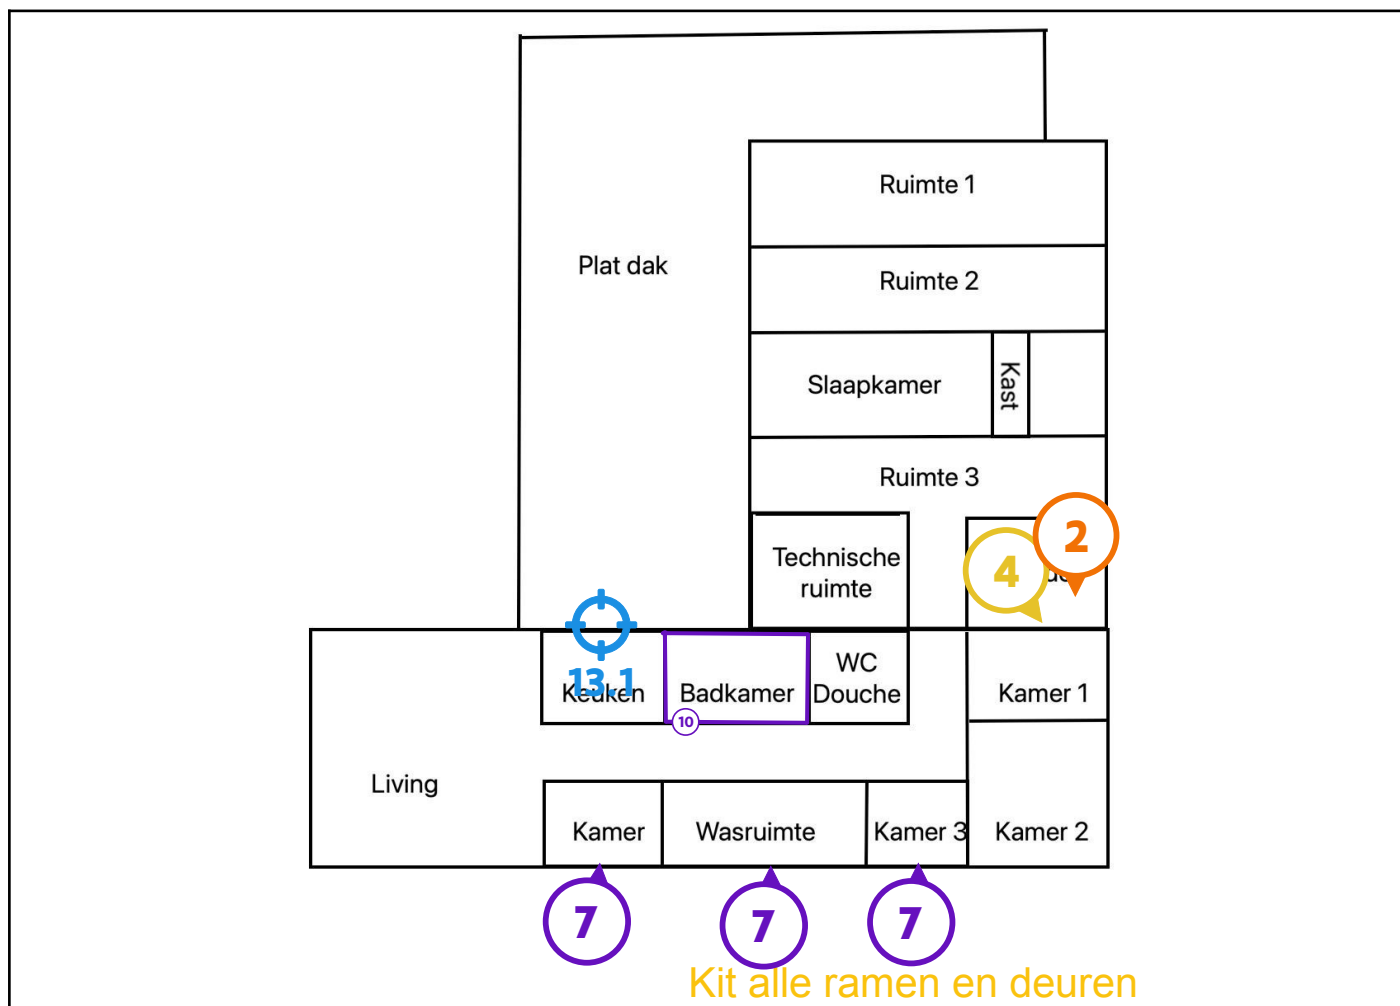 Ruimte 1
Plat dak
Ruimte 2
Slaapkamer
Kast
Ruimte 3
2
4
Technische
ruimte
13.1
Keuken
Badkamer
WC
Douche
Kamer 1
10
Living
Kamer
Wasruimte
Kamer 3
Kamer 2
7
7
7
Kit alle ramen en deuren